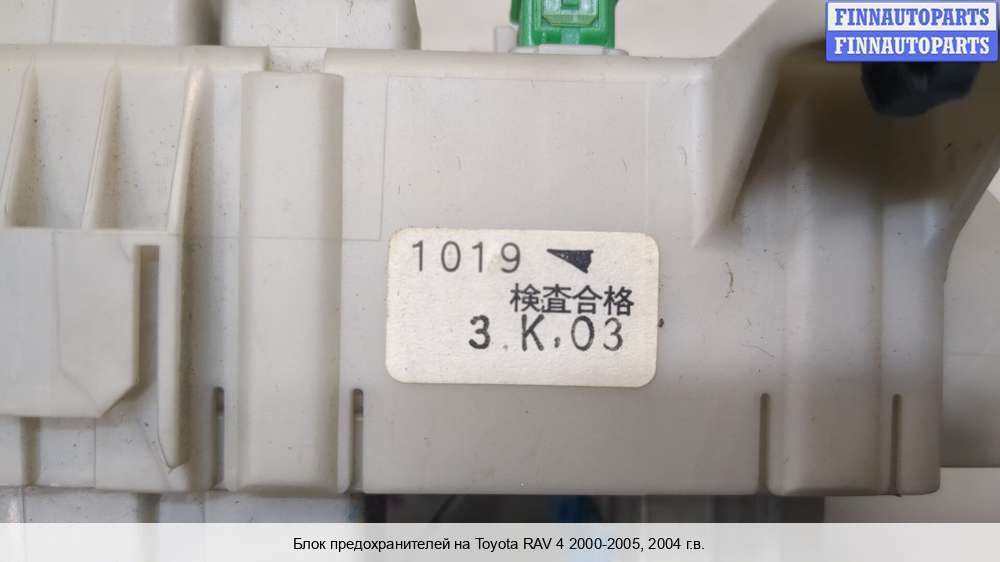 FINNAUTOPARTS
FINNAUTOPARTS
1019
検査合格
3.K.03
Блок предохранителей на Toyota RAV 4 2000-2005, 2004 г.в.